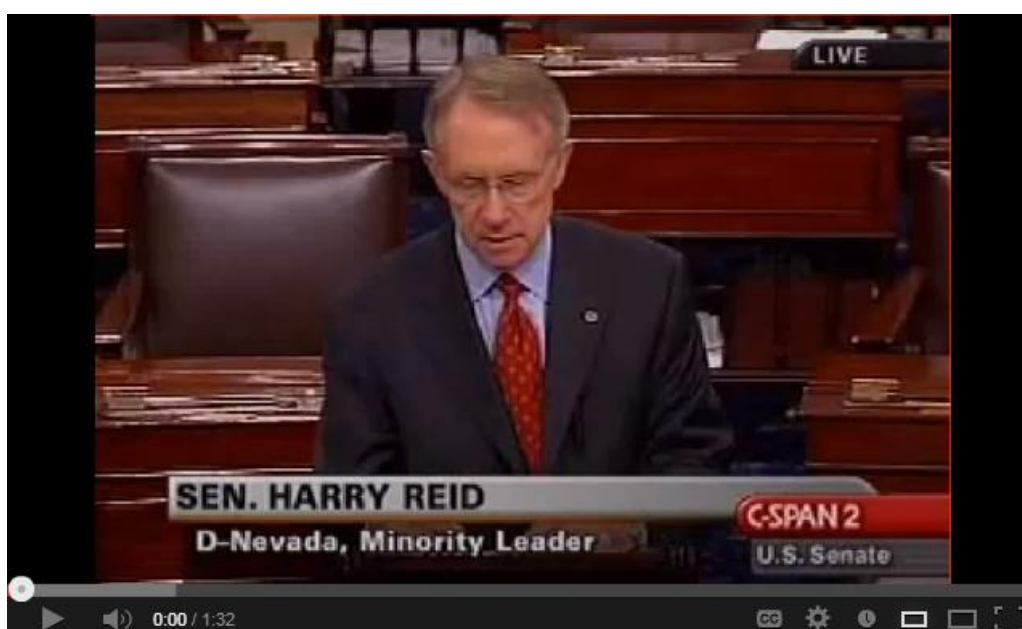 LIVE
SEN. HARRY REID
D-Nevada, Minority Leader
C-SPAN 2
U.S. Senate
0:00 / 1:32
CC